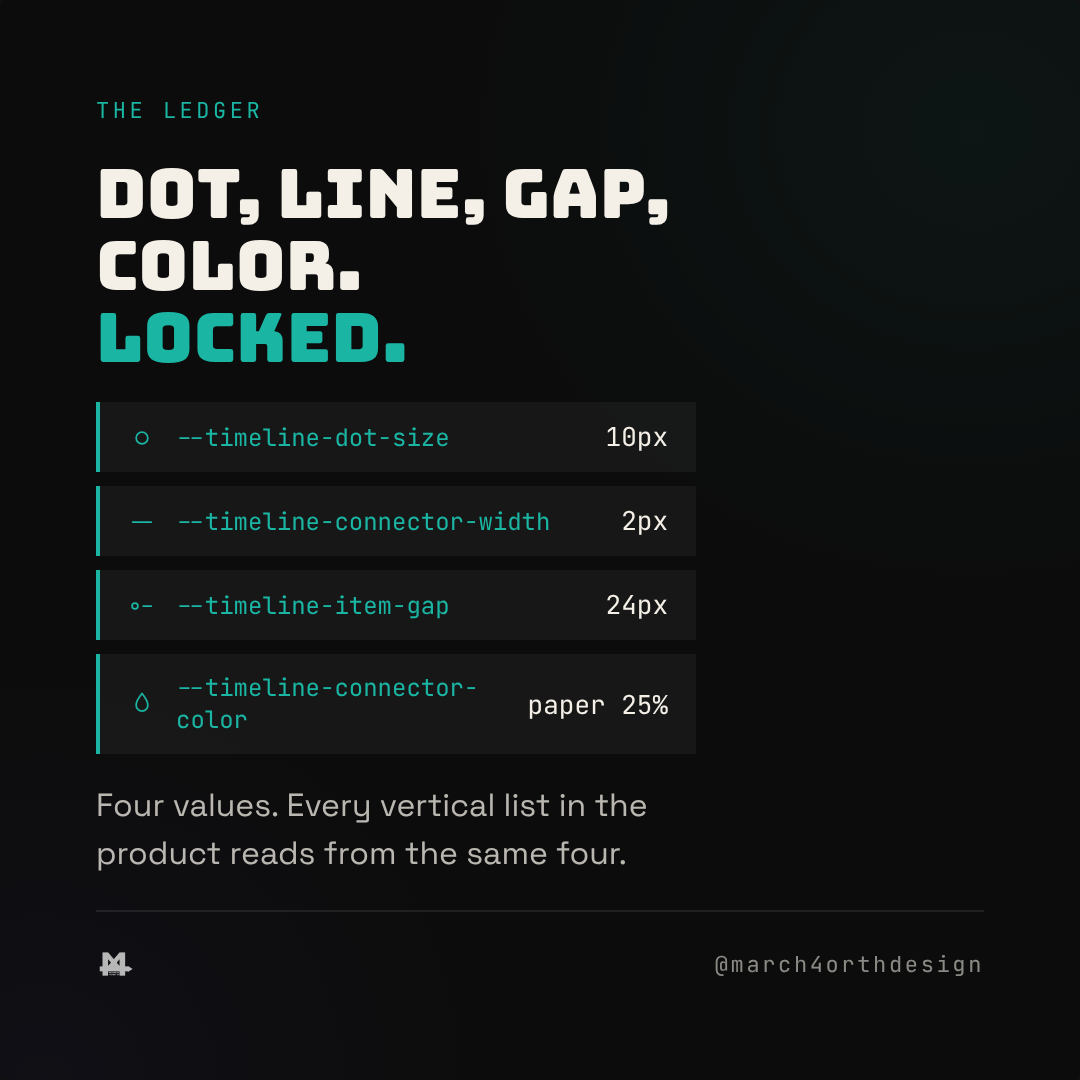 THE LEDGER
DOT, LINE, GAP,
COLOR.
LOCKED.
--timeline-dot-size 10px
--timeline-connector-width 2px
--timeline-item-gap 24px
--timeline-connector-
color paper 25%
Four values. Every vertical list in the
product reads from the same four.
@march4orthdesign